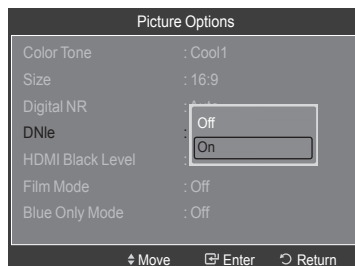 Picture Options
Color Tone : Cool1
Size : 16:9
Digital NR : Auto
DNIe :
Off
On
HDMI Black Level :
Film Mode : Off
Blue Only Mode : Off
Move Enter Return